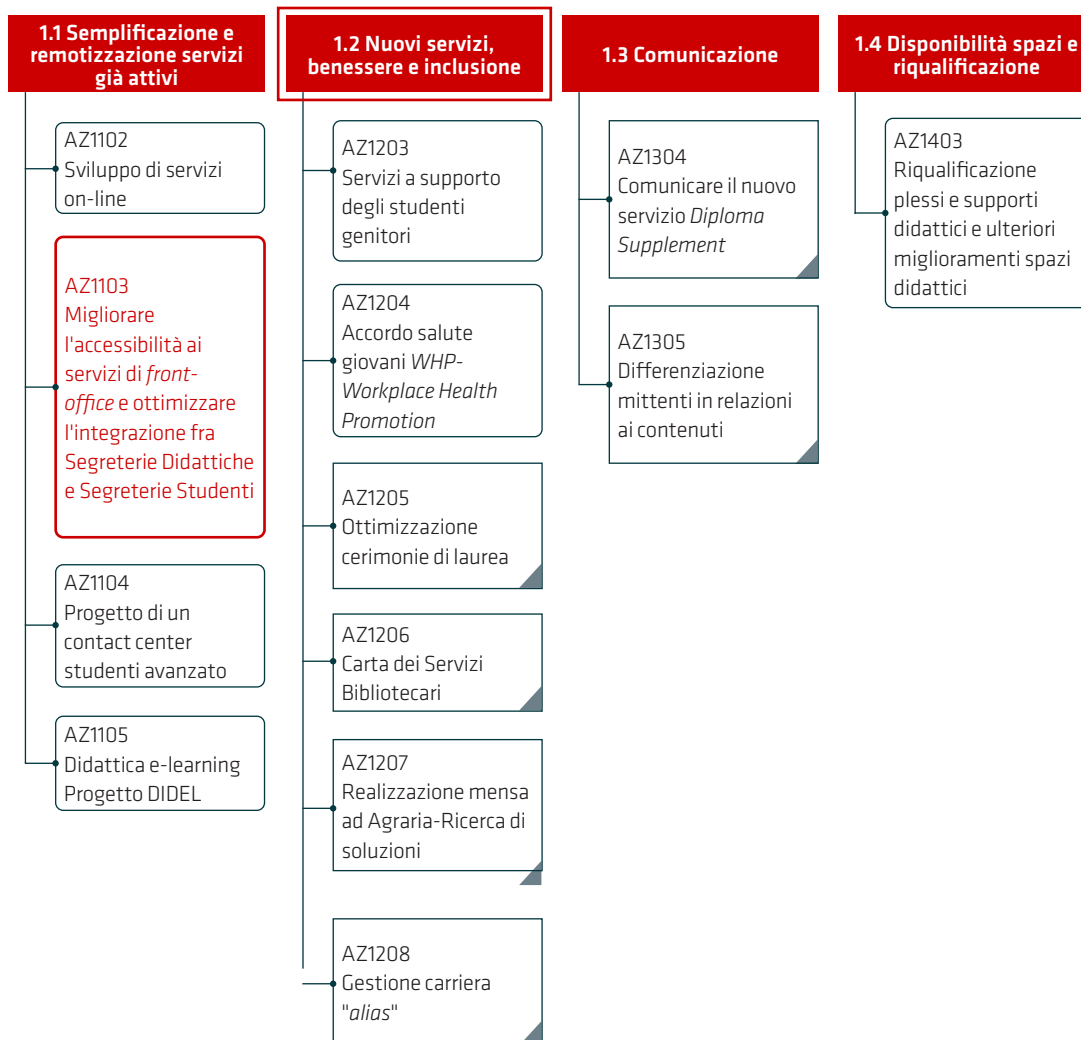 1.1 Semplificazione e
remotizzazione servizi
già attivi
AZ1102
Sviluppo di servizi
on-line
AZ1103
Migliorare
l'accessibilità ai
servizi di front-
office e ottimizzare
l'integrazione fra
Segreterie Didattiche
e Segreterie Studenti
AZ1104
Progetto di un
contact center
studenti avanzato
AZ1105
Didattica e-learning
Progetto DIDEL
1.2 Nuovi servizi,
benessere e inclusione
AZ1203
Servizi a supporto
degli studenti
genitori
AZ1204
Accordo salute
giovani WHP-
Workplace Health
Promotion
AZ1205
Ottimizzazione
cerimonie di laurea
AZ1206
Carta dei Servizi
Bibliotecari
AZ1207
Realizzazione mensa
ad Agraria-Ricerca di
soluzioni
AZ1208
Gestione carriera
"alias"
1.3 Comunicazione
AZ1304
Comunicare il nuovo
servizio Diploma
Supplement
AZ1305
Differenziazione
mittenti in relazioni
ai contenuti
1.4 Disponibilità spazi e
riqualificazione
AZ1403
Riqualificazione
plessi e supporti
didattici e ulteriori
miglioramenti spazi
didattici